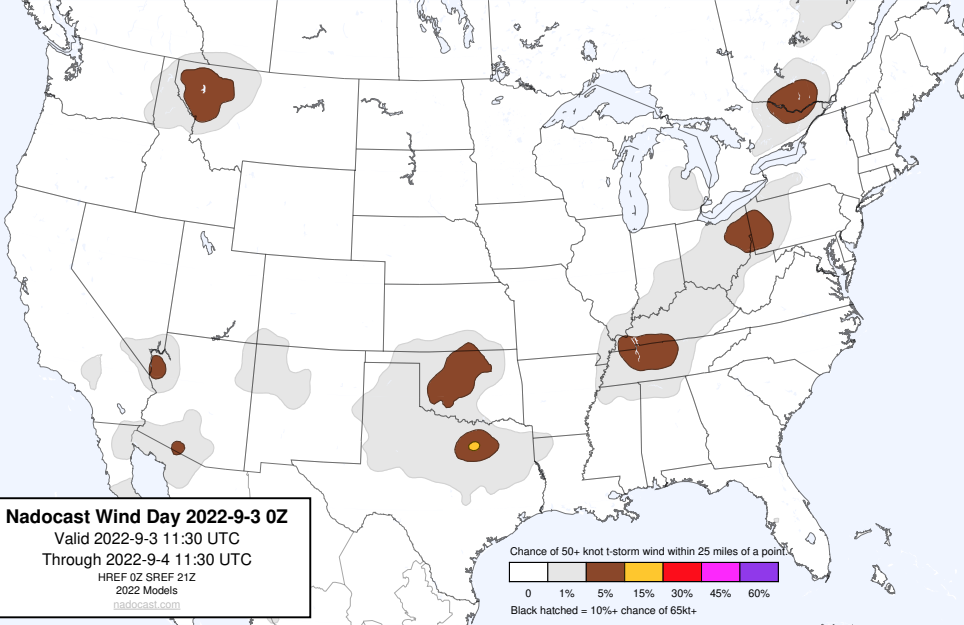 Nadocast Wind Day 2022-9-3 0Z
Valid 2022-9-3 11:30 UTC
Through 2022-9-4 11:30 UTC
HREF 0Z SREF 21Z
2022 Models
nadocast.com
Chance of 50+ knot t-storm wind within 25 miles of a point.
0 1% 5% 15% 30% 45% 60%
Black hatched = 10%+ chance of 65kt+